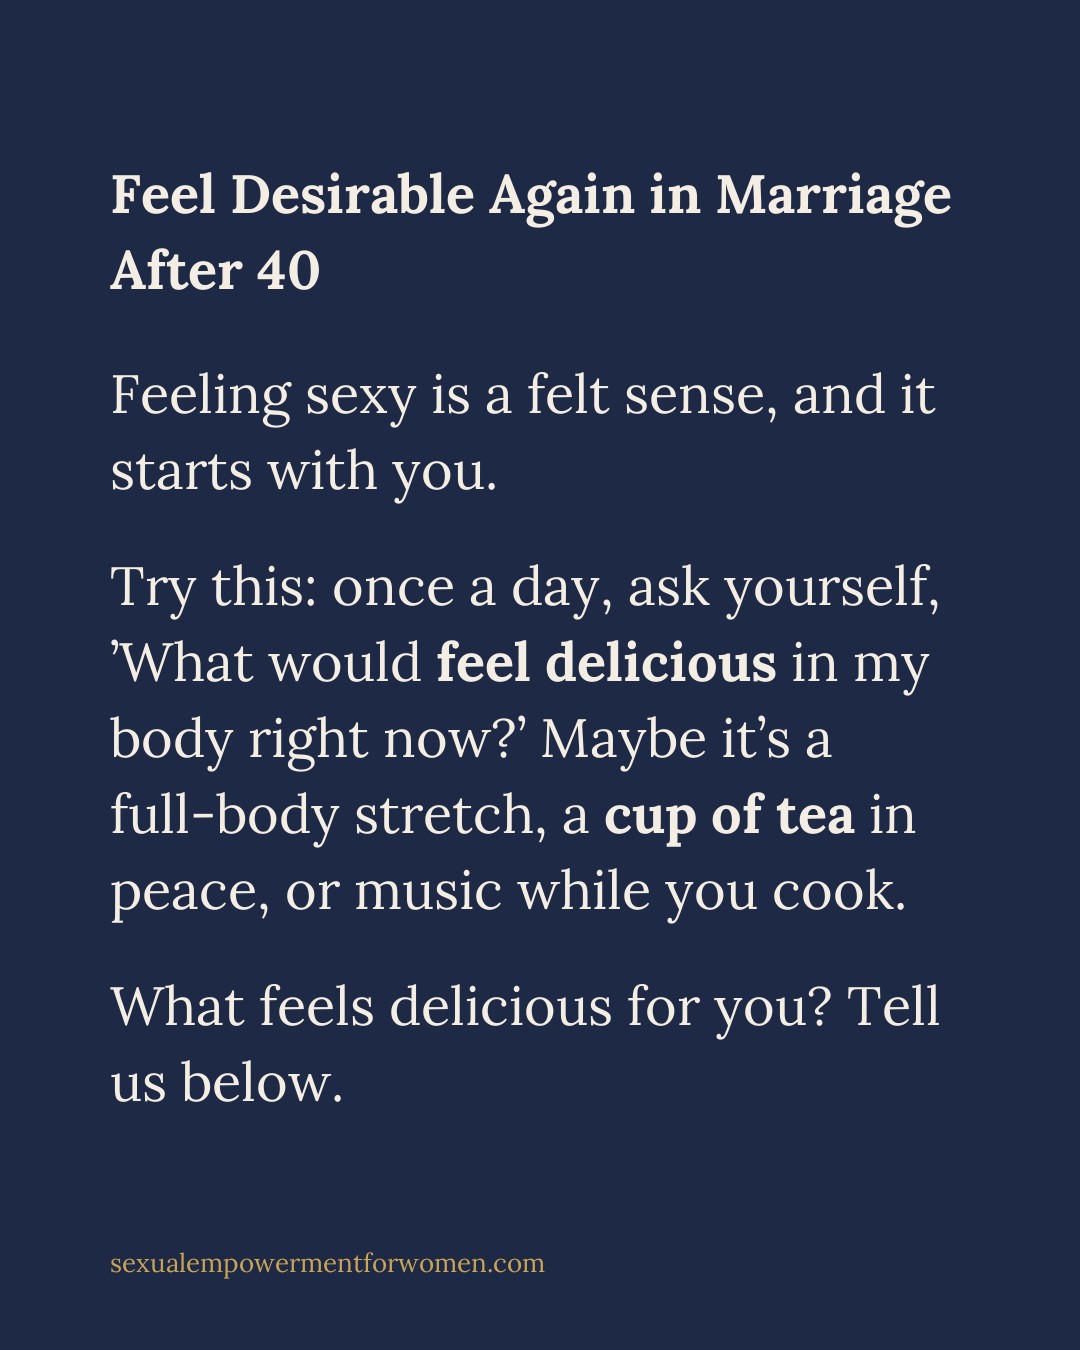 Feel Desirable Again in Marriage
After 40
Feeling sexy is a felt sense, and it
starts with you.
Try this: once a day, ask yourself,
’What would feel delicious in my
body right now?’ Maybe it’s a
full-body stretch, a cup of tea in
peace, or music while you cook.
What feels delicious for you? Tell
us below.
sexualempowermentforwomen.com